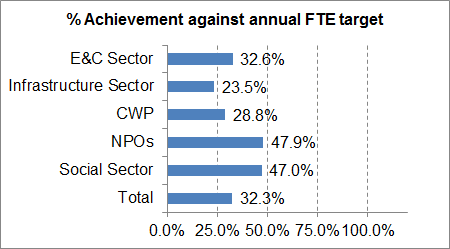 % Achievement against annual FTE target
E&C Sector 32.6%
Infrastructure Sector 23.5%
CWP 28.8%
NPOs 47.9%
Social Sector 47.0%
Total 32.3%
0.0% 25.0% 50.0% 75.0% 100.0%